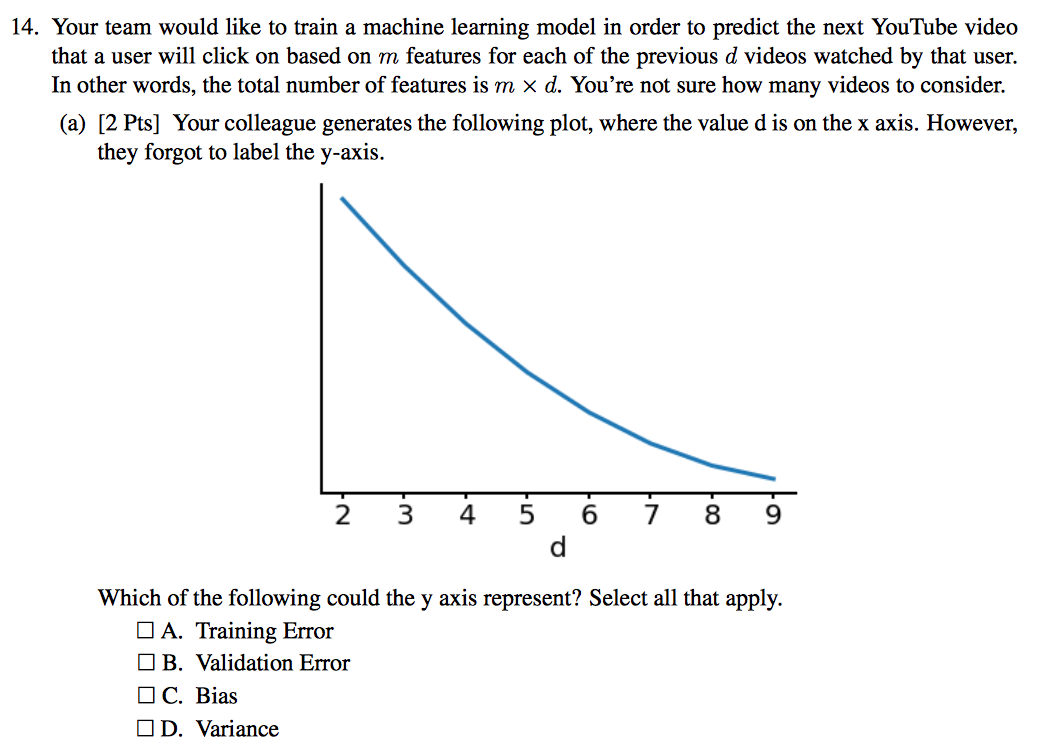 14. Your team would like to train a machine learning model in order to predict the next YouTube video
that a user will click on based on m features for each of the previous d videos watched by that user.
In other words, the total number of features is m × d. You're not sure how many videos to consider.
(a) [2 Pts] Your colleague generates the following plot, where the value d is on the x axis. However,
they forgot to label the y-axis.
2 3 4 5 6 7 8 9
d
Which of the following could the y axis represent? Select all that apply.
□ A. Training Error
□ B. Validation Error
□ C. Bias
□ D. Variance